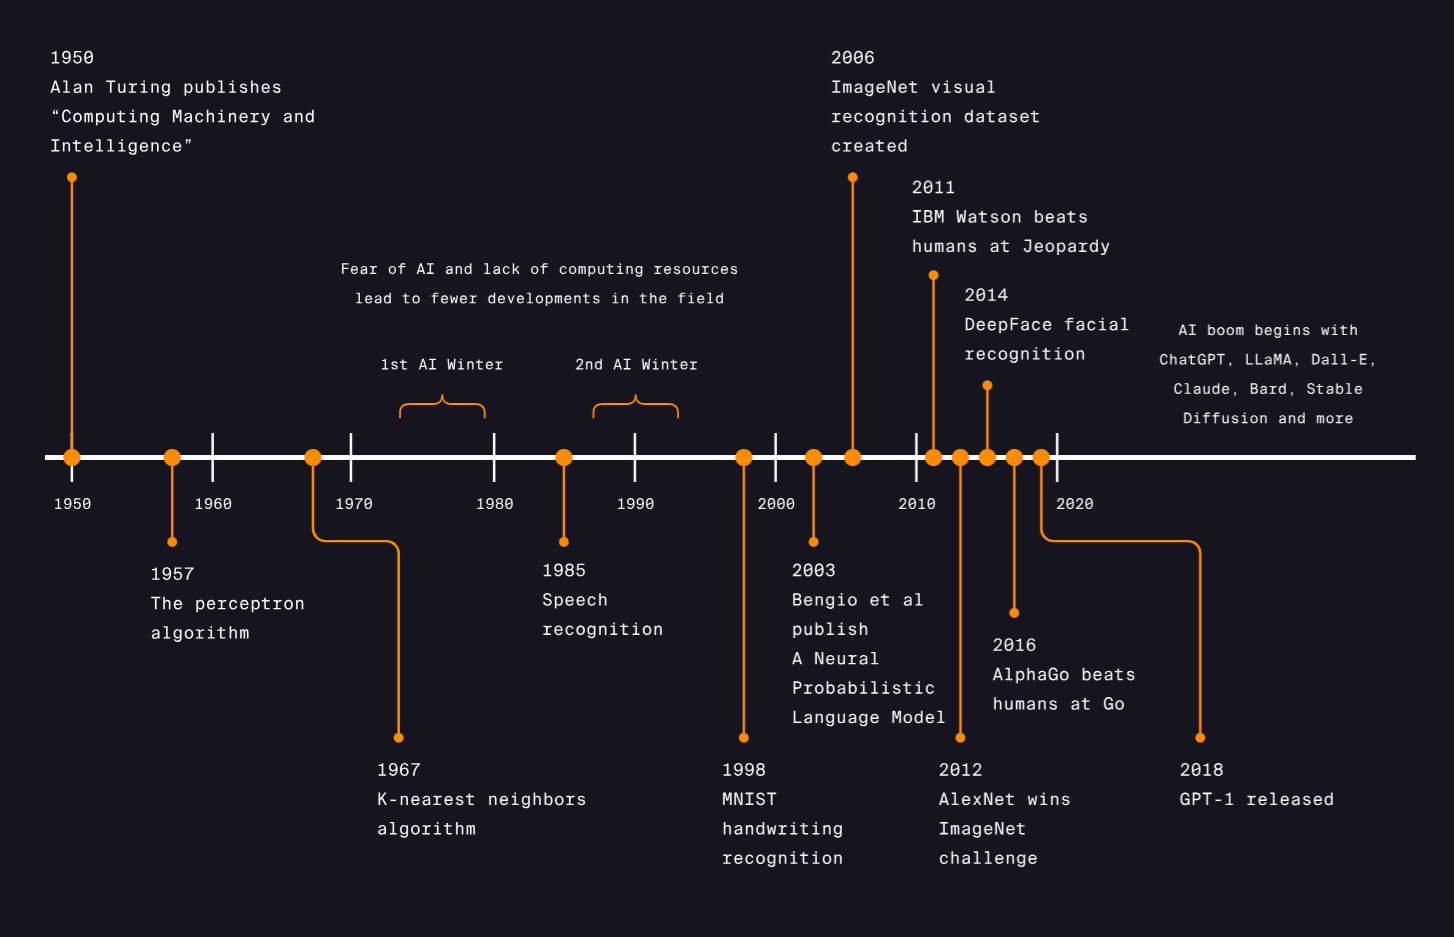 1950
Alan Turing publishes
“Computing Machinery and
Intelligence”
2006
ImageNet visual
recognition dataset
created
2011
IBM Watson beats
humans at Jeopardy
Fear of AI and lack of computing resources
lead to fewer developments in the field
2014
DeepFace facial
recognition
AI boom begins with
ChatGPT, LLaMA, Dall-E,
Claude, Bard, Stable
Diffusion and more
1st AI Winter
2nd AI Winter
1950
1960
1970
1980
1990
2000
2010
2020
1957
The perceptron
algorithm
1985
Speech
recognition
2003
Bengio et al
publish
A Neural
Probabilistic
Language Model
2016
AlphaGo beats
humans at Go
1967
K-nearest neighbors
algorithm
1998
MNIST
handwriting
recognition
2012
AlexNet wins
ImageNet
challenge
2018
GPT-1 released